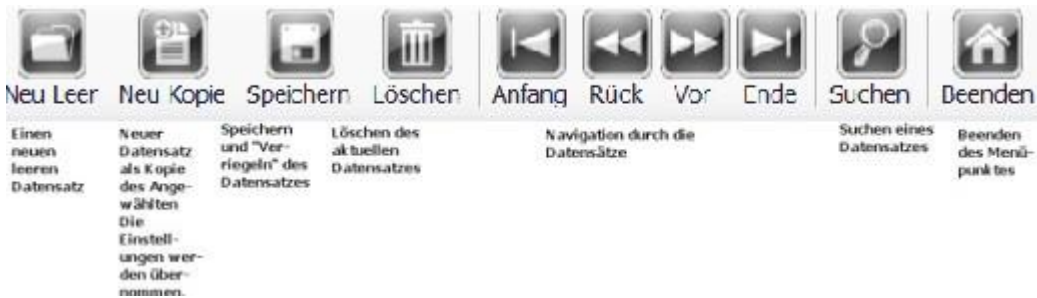 Neu Leer Neu Kopie Speichern Löschen Anfang Rück Vor Ende Suchen Beenden
Einen
neuen
leeren
Datensatz
Neuer
Datensatz
als Kopie
des Ange-
wählten
Die
Einstell-
ungen wer-
den über-
nommen.
Speichern
und "Ver-
riegeln" des
Datensatzes
Löschen des
aktuellen
Datensatzes
Navigation durch die
Datensätze
Suchen eines
Datensatzes
Beenden
des Menü-
punktes